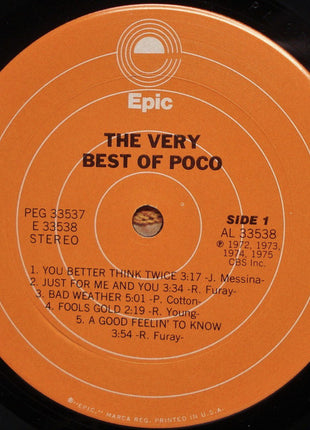 Epic
THE VERY
BEST OF POCO
PEG 33537
E 33538
STEREO
SIDE 1
AL 33538
℗ 1972, 1973,
1974, 1975
CBS Inc.
1. YOU BETTER THINK TWICE 3:17 -J. Messina-
2. JUST FOR ME AND YOU 3:34 -R. Furay-
3. BAD WEATHER 5:01 -P. Cotton-
4. FOOLS GOLD 2:19 -R. Young-
5. A GOOD FEELIN' TO KNOW
3:54 -R. Furay-
®"EPIC," MARCA REG. PRINTED IN U.S.A.